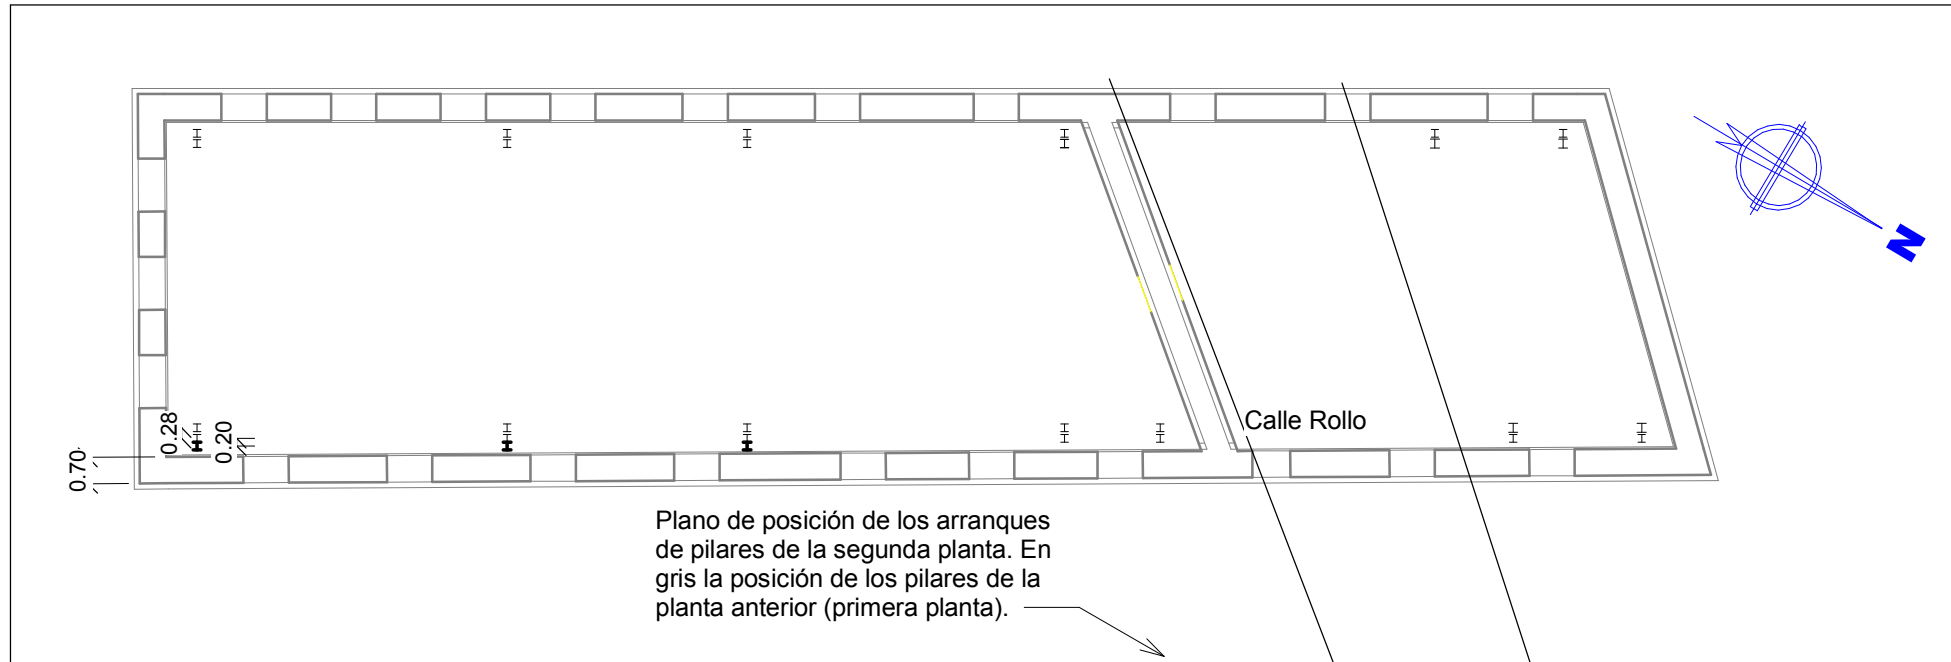 N
Calle Rollo
0.28
0.20
0.70
Plano de posición de los arranques
de pilares de la segunda planta. En
gris la posición de los pilares de la
planta anterior (primera planta).